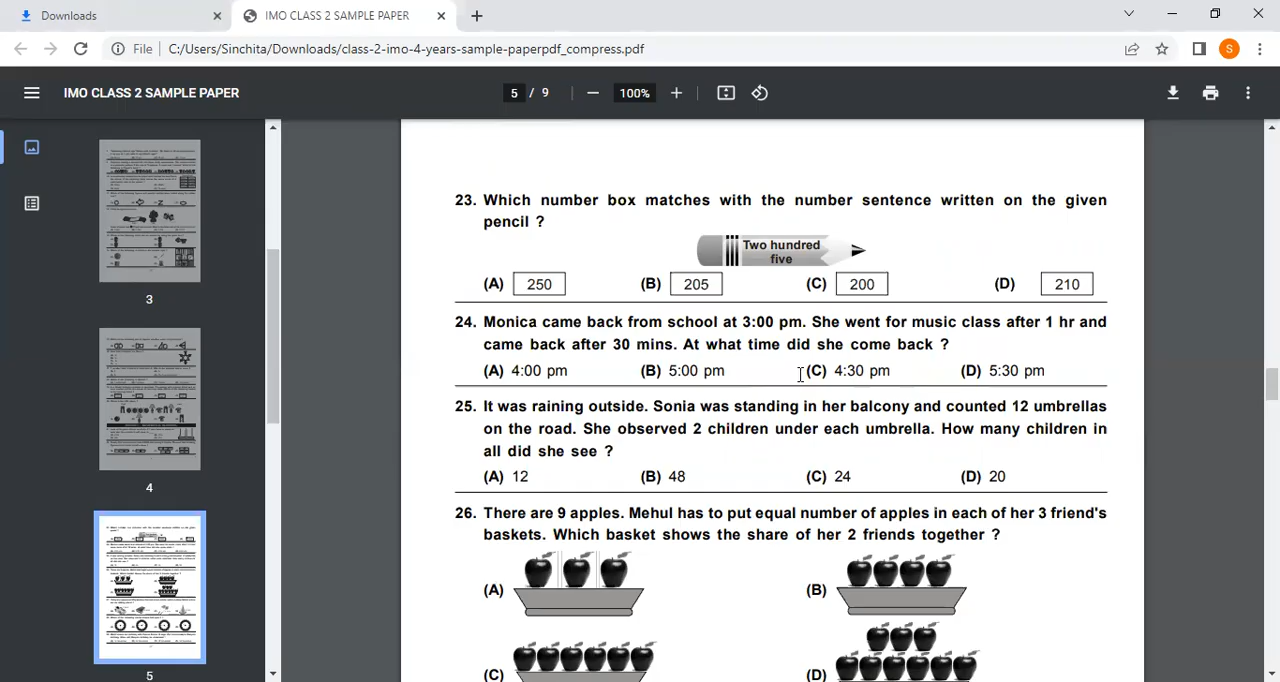 Downloads
IMO CLASS 2 SAMPLE PAPER
File
C:/Users/Sinchita/Downloads/class-2-imo-4-years-sample-paperpdf_compress.pdf
S
IMO CLASS 2 SAMPLE PAPER
5 / 9
100%
3
4
5
23. Which number box matches with the number sentence written on the given
pencil ?
Two hundred
five
(A) 250 (B) 205 (C) 200 (D) 210
24. Monica came back from school at 3:00 pm. She went for music class after 1 hr and
came back after 30 mins. At what time did she come back ?
(A) 4:00 pm (B) 5:00 pm (C) 4:30 pm (D) 5:30 pm
25. It was raining outside. Sonia was standing in her balcony and counted 12 umbrellas
on the road. She observed 2 children under each umbrella. How many children in
all did she see ?
(A) 12 (B) 48 (C) 24 (D) 20
26. There are 9 apples. Mehul has to put equal number of apples in each of her 3 friend's
baskets. Which basket shows the share of her 2 friends together ?
(A) (B)
(C) (D)